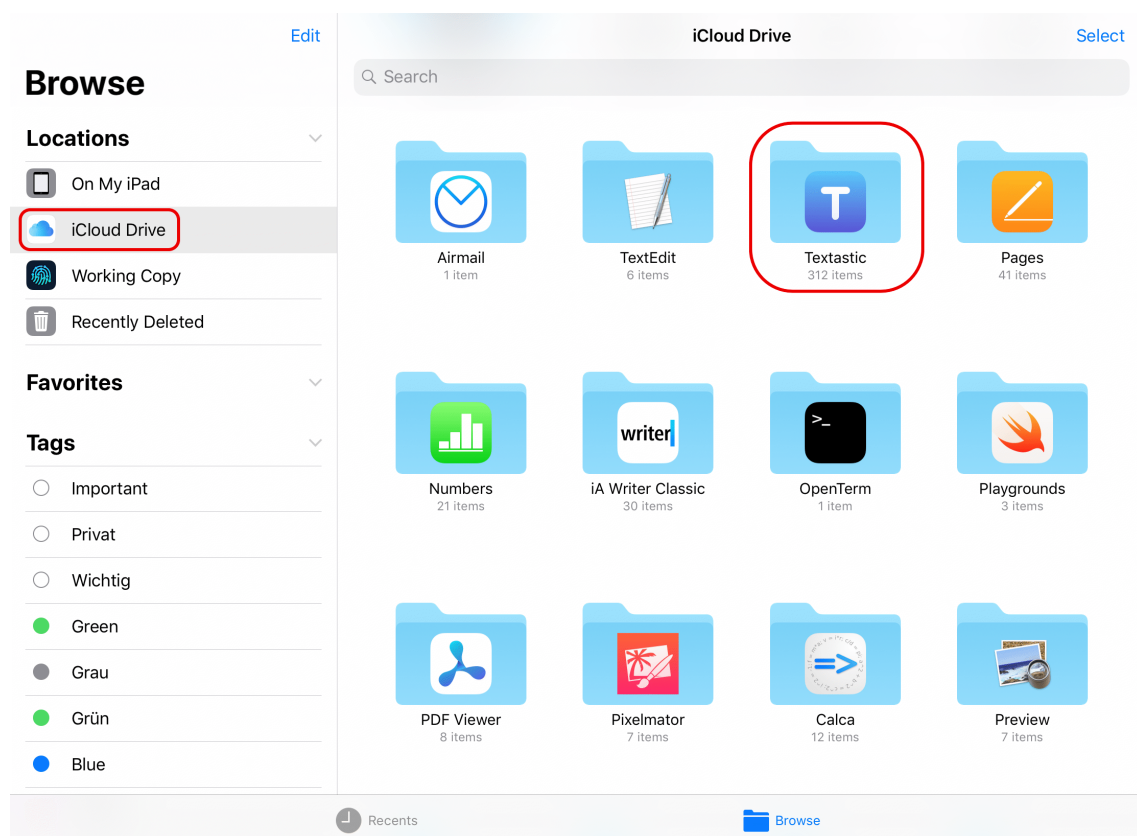 Edit
Browse
Locations
On My iPad
iCloud Drive
Working Copy
Recently Deleted
Favorites
Tags
Important
Privat
Wichtig
Green
Grau
Grün
Blue
iCloud Drive
Select
Search
T
Airmail
TextEdit
Textastic
Pages
1 item
6 items
312 items
41 items
writer
>_
Numbers
iA Writer Classic
OpenTerm
Playgrounds
21 items
30 items
1 item
3 items
=>
PDF Viewer
Pixelmator
Calca
Preview
8 items
7 items
12 items
7 items
Recents
Browse